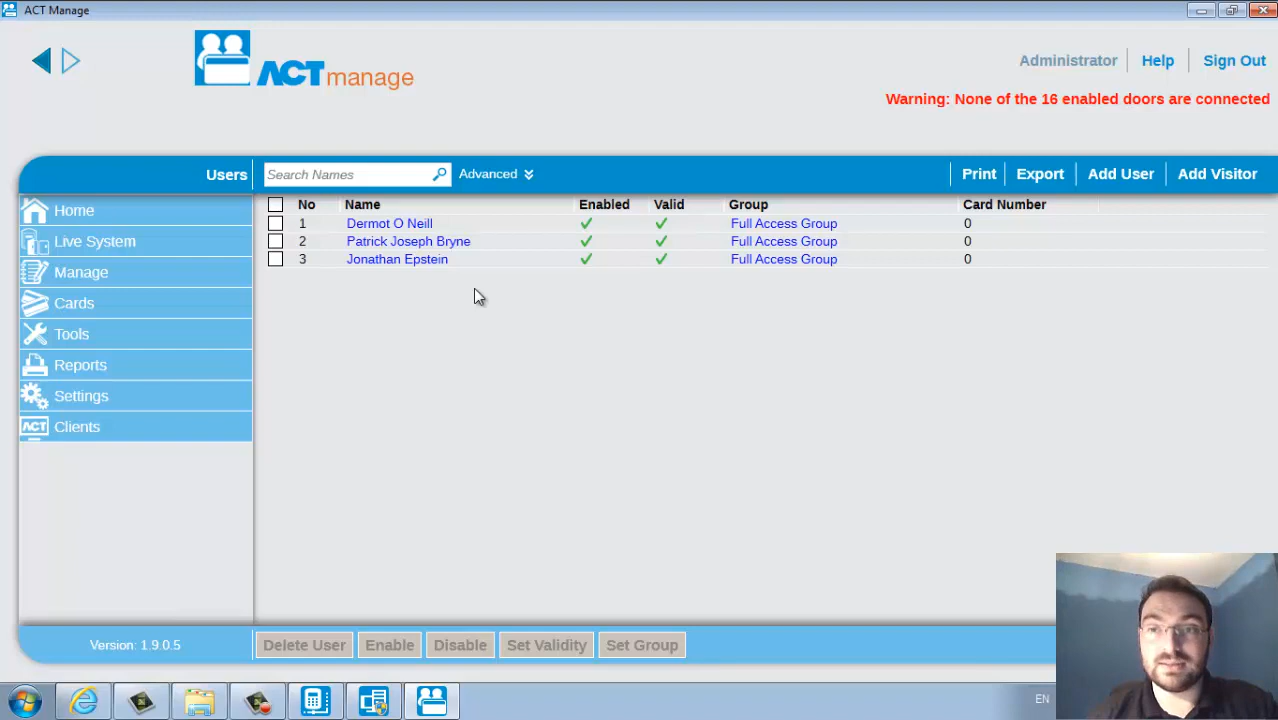 ACT Manage
ACT manage
Administrator Help Sign Out
Warning: None of the 16 enabled doors are connected
Users Search Names Advanced Print Export Add User Add Visitor
Home
Live System
Manage
Cards
Tools
Reports
Settings
ACT Clients
No Name Enabled Valid Group Card Number
1 Dermot O Neill Full Access Group 0
2 Patrick Joseph Bryne Full Access Group 0
3 Jonathan Epstein Full Access Group 0
Version: 1.9.0.5 Delete User Enable Disable Set Validity Set Group
EN